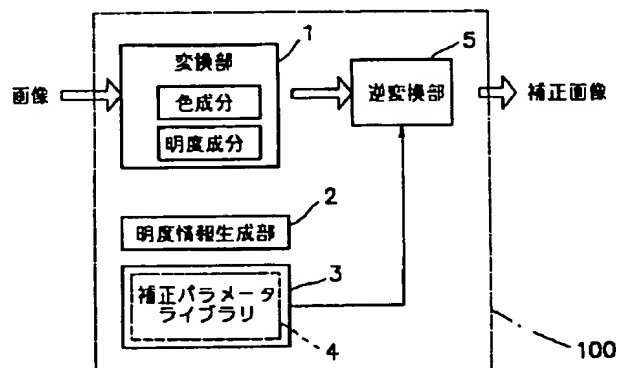 1
5
変換部
画像
色成分
明度成分
逆変換部
補正画像
2
明度情報生成部
3
補正パラメータ
ライブラリ
4
100